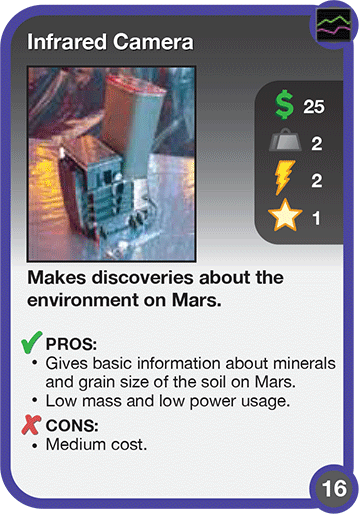 Infrared Camera
$ 25
2
2
1
Makes discoveries about the
environment on Mars.
PROS:
• Gives basic information about minerals
and grain size of the soil on Mars.
• Low mass and low power usage.
CONS:
• Medium cost.
16